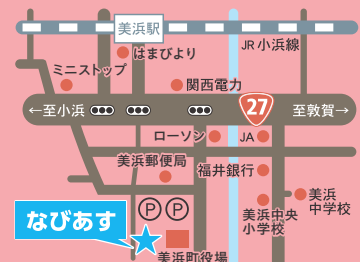 美浜駅
JR小浜線
はまびより
ミニストップ
関西電力
←至小浜
27
至敦賀→
ローソン
JA
美浜郵便局
福井銀行
P P
美浜
中学校
美浜中央
小学校
なびあす
美浜町役場